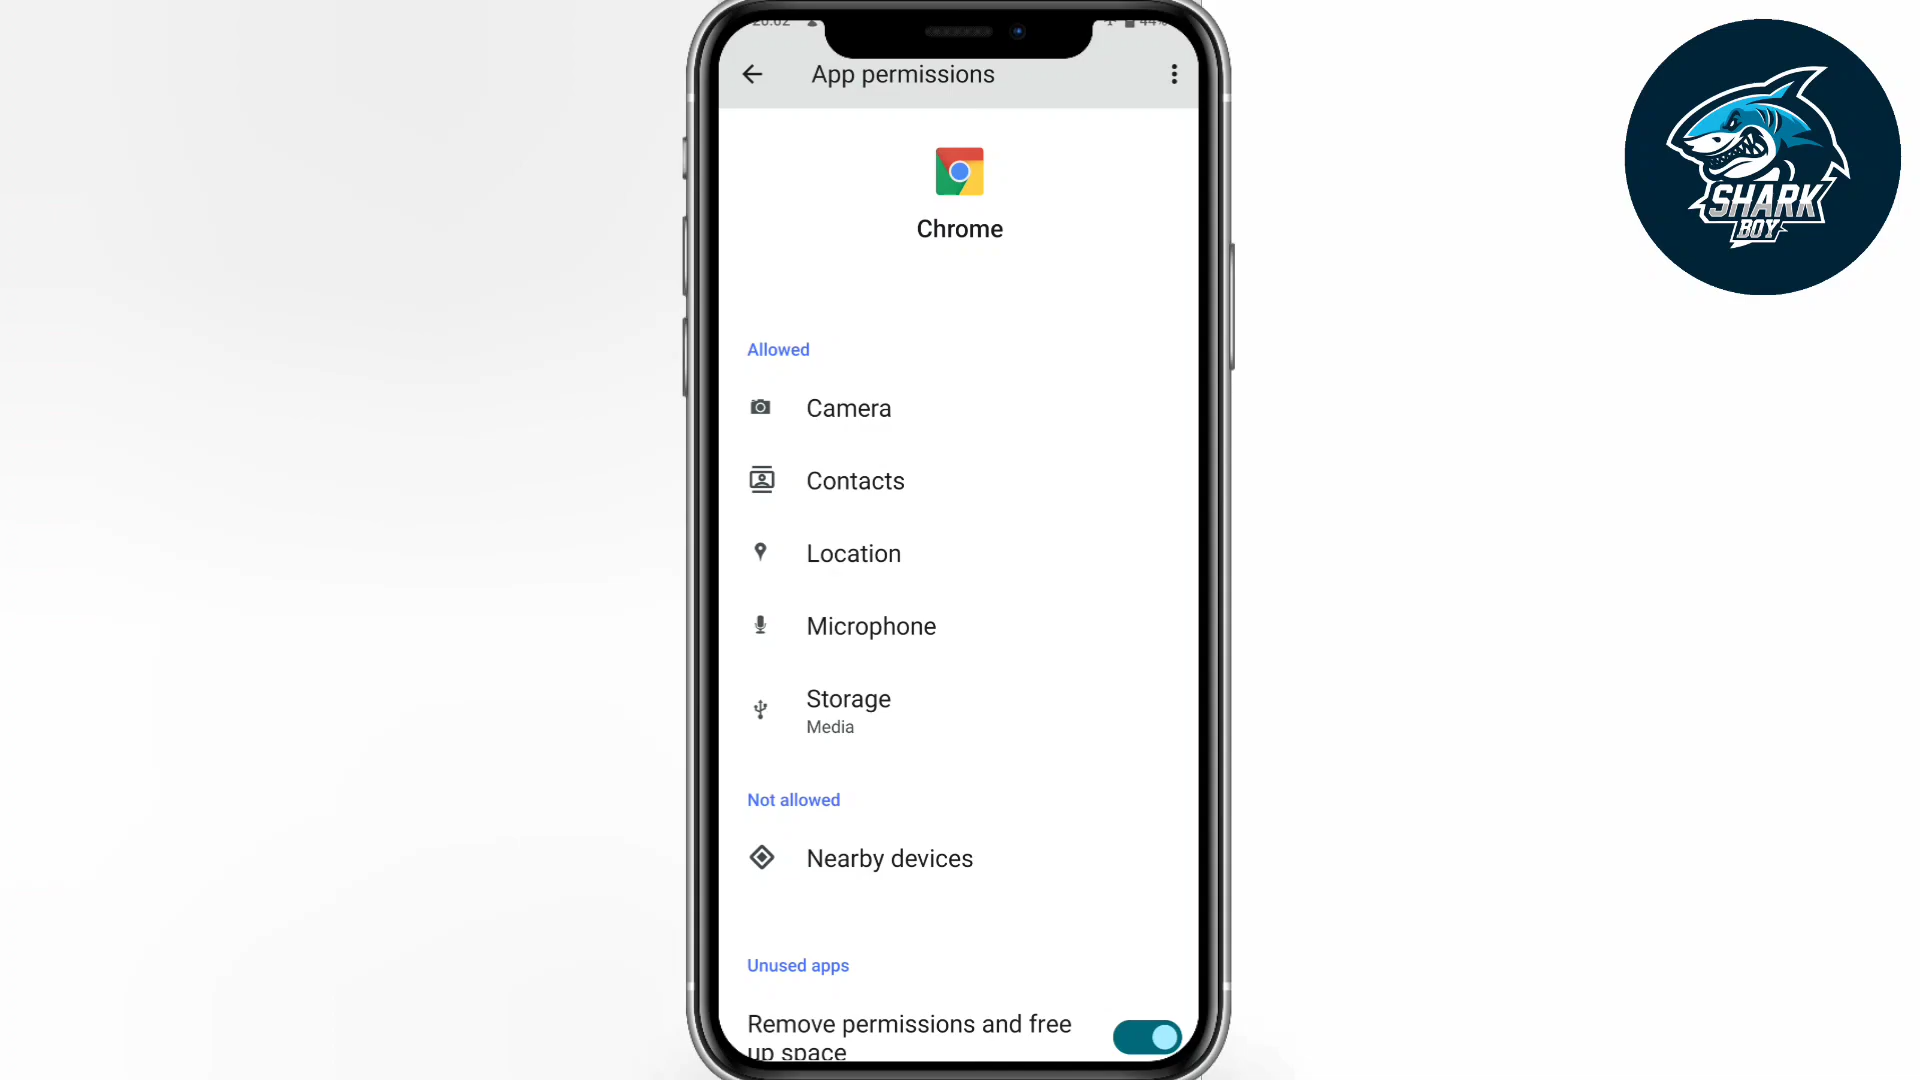 App permissions
SHARK
BOY
Chrome
Allowed
Camera
Contacts
Location
Microphone
Storage
Media
Not allowed
Nearby devices
Unused apps
Remove permissions and free
up space